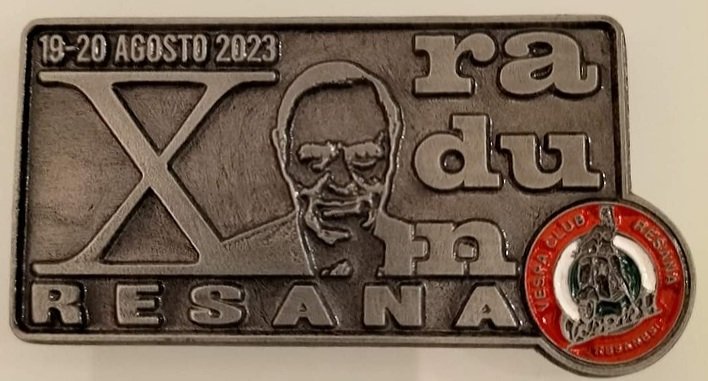 19-20 AGOSTO 2023
X
ra
du
n
RESANA
VESPA CLUB RESANA